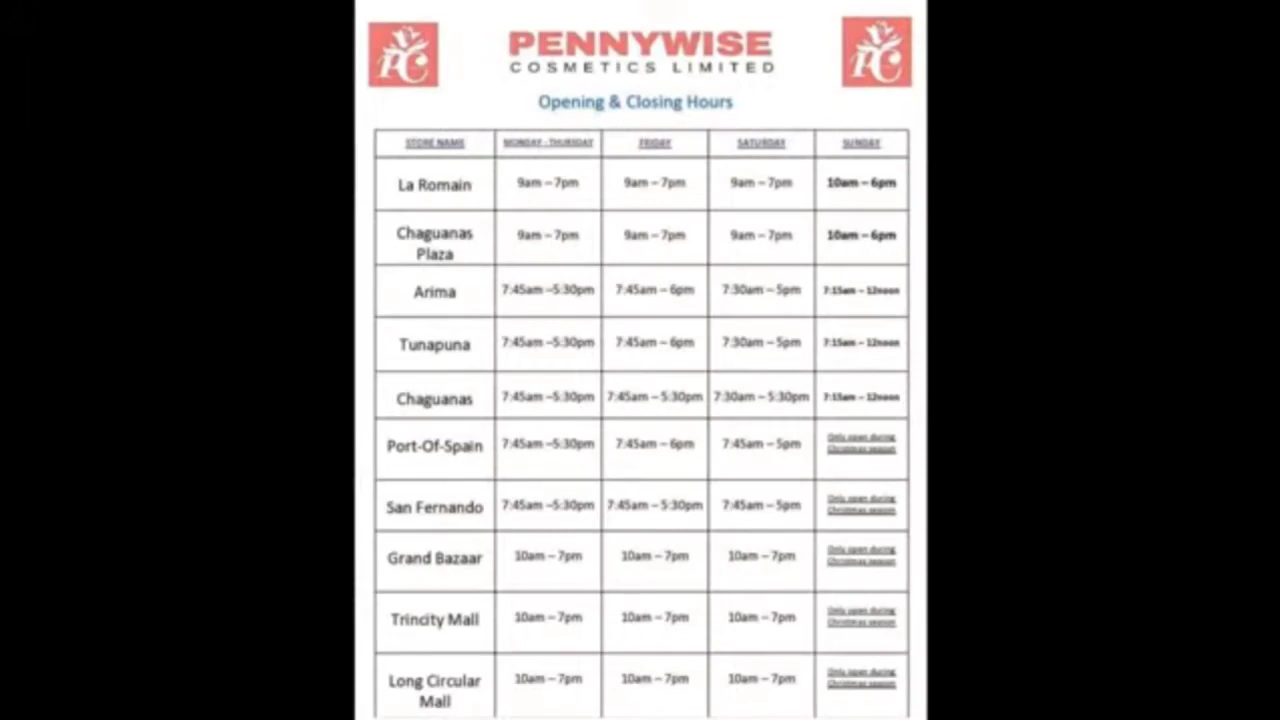 PC
PENNYWISE
PC
COSMETICS LIMITED
Opening & Closing Hours
STORE NAME MONDAY - THURSDAY FRIDAY SATURDAY SUNDAY
La Romain 9am – 7pm 9am – 7pm 9am – 7pm 10am – 6pm
Chaguanas
Plaza 9am – 7pm 9am – 7pm 9am – 7pm 10am – 6pm
Arima 7:45am –5:30pm 7:45am – 6pm 7:30am – 5pm 7:15am – 12noon
Tunapuna 7:45am –5:30pm 7:45am – 6pm 7:30am – 5pm 7:15am – 12noon
Chaguanas 7:45am –5:30pm 7:45am – 5:30pm 7:30am – 5:30pm 7:15am – 12noon
Port-Of-Spain 7:45am –5:30pm 7:45am – 6pm 7:45am – 5pm Only open during
Christmas season
San Fernando 7:45am –5:30pm 7:45am – 5:30pm 7:45am – 5pm Only open during
Christmas season
Grand Bazaar 10am – 7pm 10am – 7pm 10am – 7pm Only open during
Christmas season
Trincity Mall 10am – 7pm 10am – 7pm 10am – 7pm Only open during
Christmas season
Long Circular
Mall 10am – 7pm 10am – 7pm 10am – 7pm Only open during
Christmas season